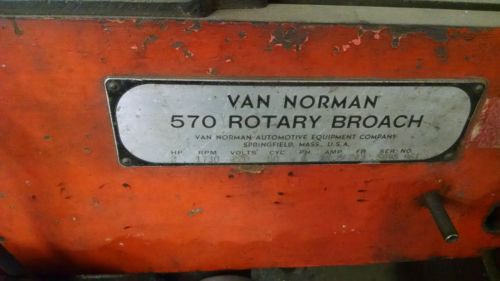 VAN NORMAN
570 ROTARY BROACH
VAN NORMAN AUTOMOTIVE EQUIPMENT COMPANY
SPRINGFIELD, MASS., U.S.A.
HP RPM VOLTS CYC. PH. AMP. FR. SER. NO.
1730